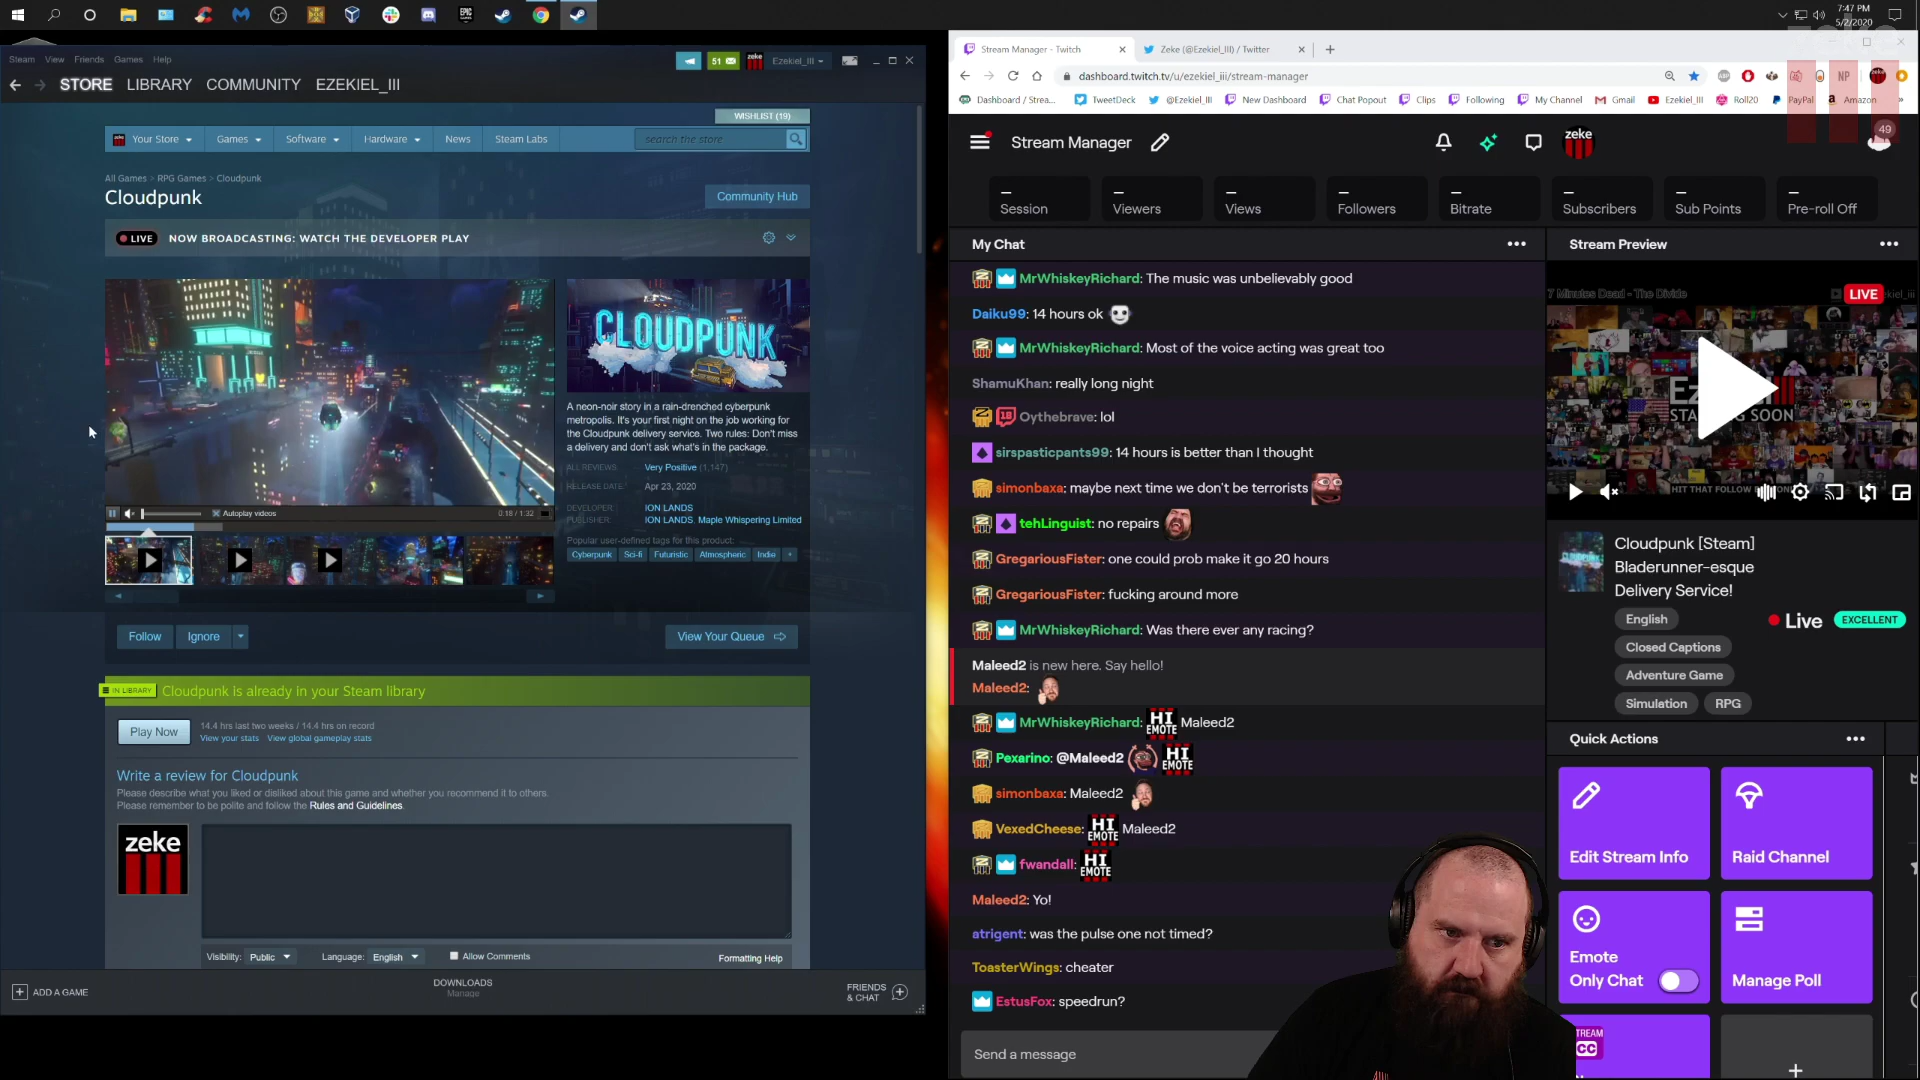 7:47 PM
5/2/2020
Steam View Friends Games Help
51
Ezekiel_III
STORE LIBRARY COMMUNITY EZEKIEL_III
WISHLIST (19)
Your Store Games Software Hardware News Steam Labs search the store
All Games > RPG Games > Cloudpunk
Cloudpunk
Community Hub
LIVE NOW BROADCASTING: WATCH THE DEVELOPER PLAY
CLOUDPUNK
A neon-noir story in a rain-drenched cyberpunk
metropolis. It's your first night on the job working for
the Cloudpunk delivery service. Two rules: Don't miss
a delivery and don't ask what's in the package.
ALL REVIEWS: Very Positive (1,147)
RELEASE DATE: Apr 23, 2020
DEVELOPER: ION LANDS
PUBLISHER: ION LANDS, Maple Whispering Limited
Popular user-defined tags for this product:
Cyberpunk Sci-fi Futuristic Atmospheric Indie +
Autoplay videos 0:18 / 1:32
Follow Ignore View Your Queue
IN LIBRARY Cloudpunk is already in your Steam library
Play Now
14.4 hrs last two weeks / 14.4 hrs on record
View your stats View global gameplay stats
Write a review for Cloudpunk
Please describe what you liked or disliked about this game and whether you recommend it to others.
Please remember to be polite and follow the Rules and Guidelines.
zeke
Visibility: Public Language: English Allow Comments Formatting Help
ADD A GAME
DOWNLOADS
Manage
FRIENDS
& CHAT
Stream Manager - Twitch Zeke (@Ezekiel_III) / Twitter
dashboard.twitch.tv/u/ezekiel_iii/stream-manager
Dashboard / Strea... TweetDeck @Ezekiel_III New Dashboard Chat Popout Clips Following My Channel Gmail Ezekiel_III Roll20 PayPal Amazon
Stream Manager
zeke
49
– – – – – – – –
Session Viewers Views Followers Bitrate Subscribers Sub Points Pre-roll Off
My Chat
MrWhiskeyRichard: The music was unbelievably good
Daiku99: 14 hours ok
MrWhiskeyRichard: Most of the voice acting was great too
ShamuKhan: really long night
Oythebrave: lol
sirspasticpants99: 14 hours is better than I thought
simonbaxa: maybe next time we don't be terrorists
tehLinguist: no repairs
GregariousFister: one could prob make it go 20 hours
GregariousFister: fucking around more
MrWhiskeyRichard: Was there ever any racing?
Maleed2 is new here. Say hello!
Maleed2:
MrWhiskeyRichard: HI EMOTE Maleed2
Pexarino: @Maleed2 HI EMOTE
simonbaxa: Maleed2
VexedCheese: HI EMOTE Maleed2
fwandall: HI EMOTE
Maleed2: Yo!
atrigent: was the pulse one not timed?
ToasterWings: cheater
EstusFox: speedrun?
Send a message
Stream Preview
7 Minutes Dead - The Divide
LIVE
HIT THAT FOLLOW
Cloudpunk [Steam]
Bladerunner-esque
Delivery Service!
English
Live EXCELLENT
Closed Captions
Adventure Game
Simulation RPG
Quick Actions
Edit Stream Info Raid Channel
Emote
Only Chat
Manage Poll
CC